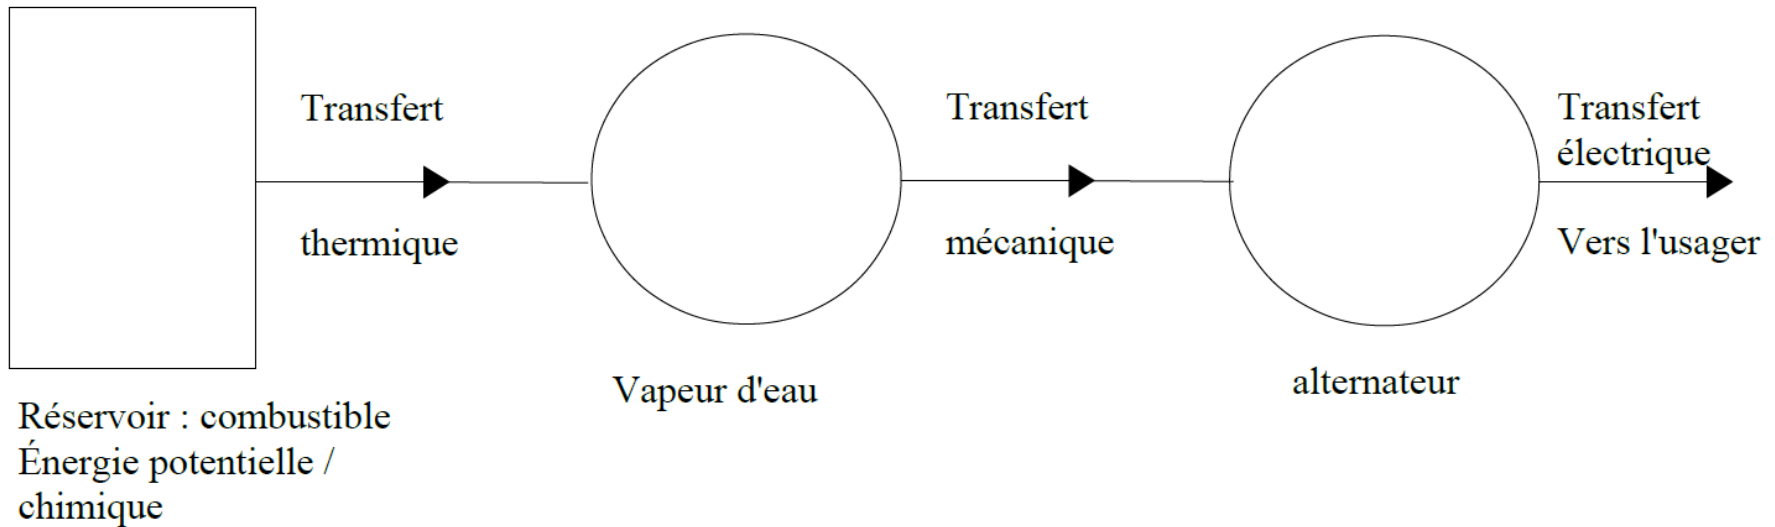 Transfert
thermique
Transfert
mécanique
Transfert
électrique
Vers l'usager
Vapeur d'eau
alternateur
Réservoir : combustible
Énergie potentielle /
chimique